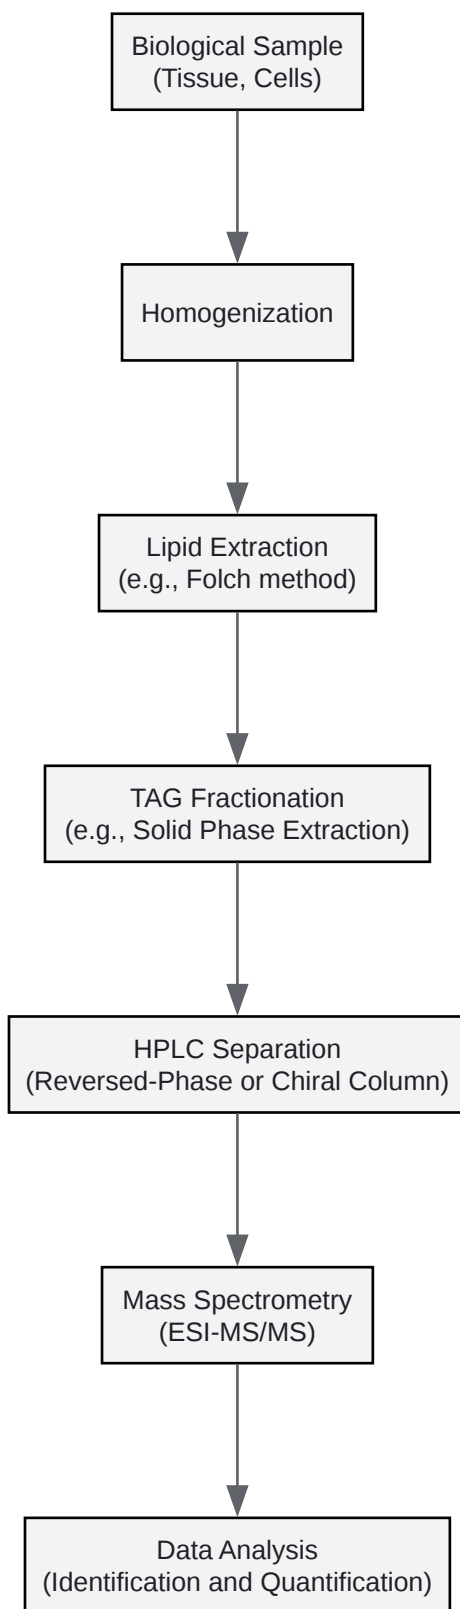 Biological Sample
(Tissue, Cells)
Homogenization
Lipid Extraction
(e.g., Folch method)
TAG Fractionation
(e.g., Solid Phase Extraction)
HPLC Separation
(Reversed-Phase or Chiral Column)
Mass Spectrometry
(ESI-MS/MS)
Data Analysis
(Identification and Quantification)